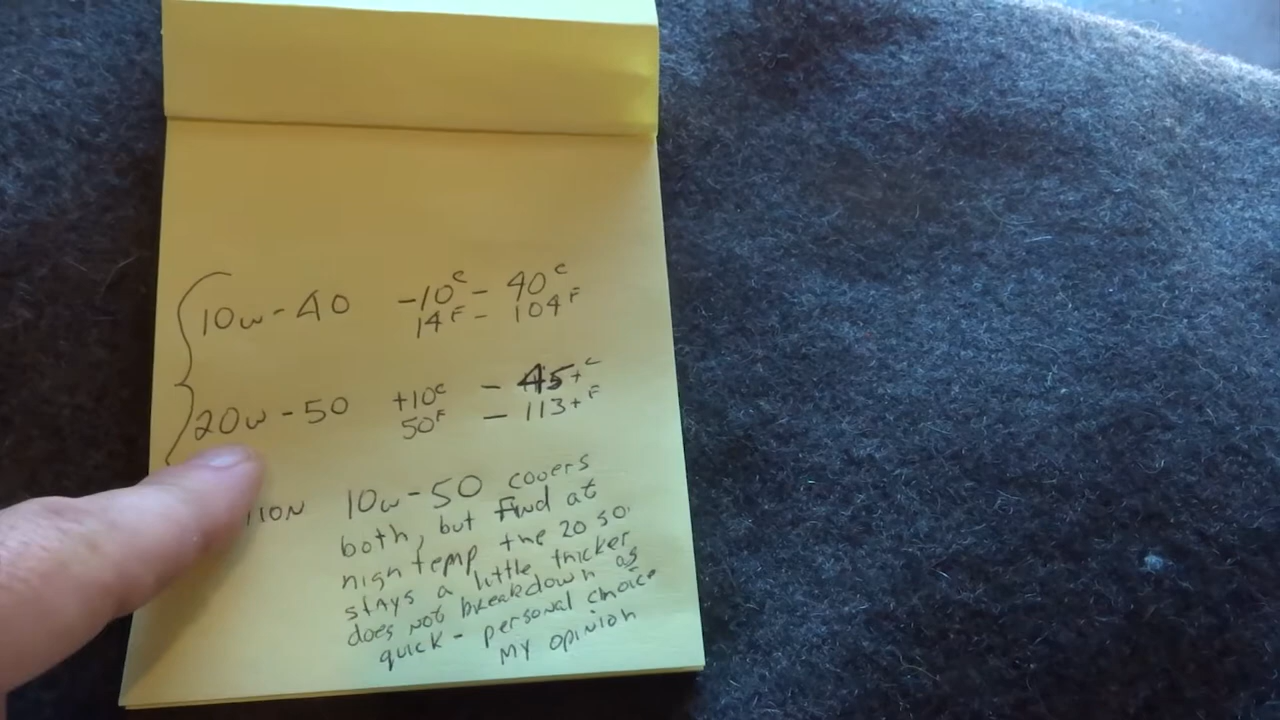 10w-40 -10c - 40c
14F - 104F
20w-50 +10c - 45+c
50F - 113+F
10w-50 covers
both, but find at
high temp the 20 50
stays a little thicker
does not breakdown as
quick - personal choice
my opinion